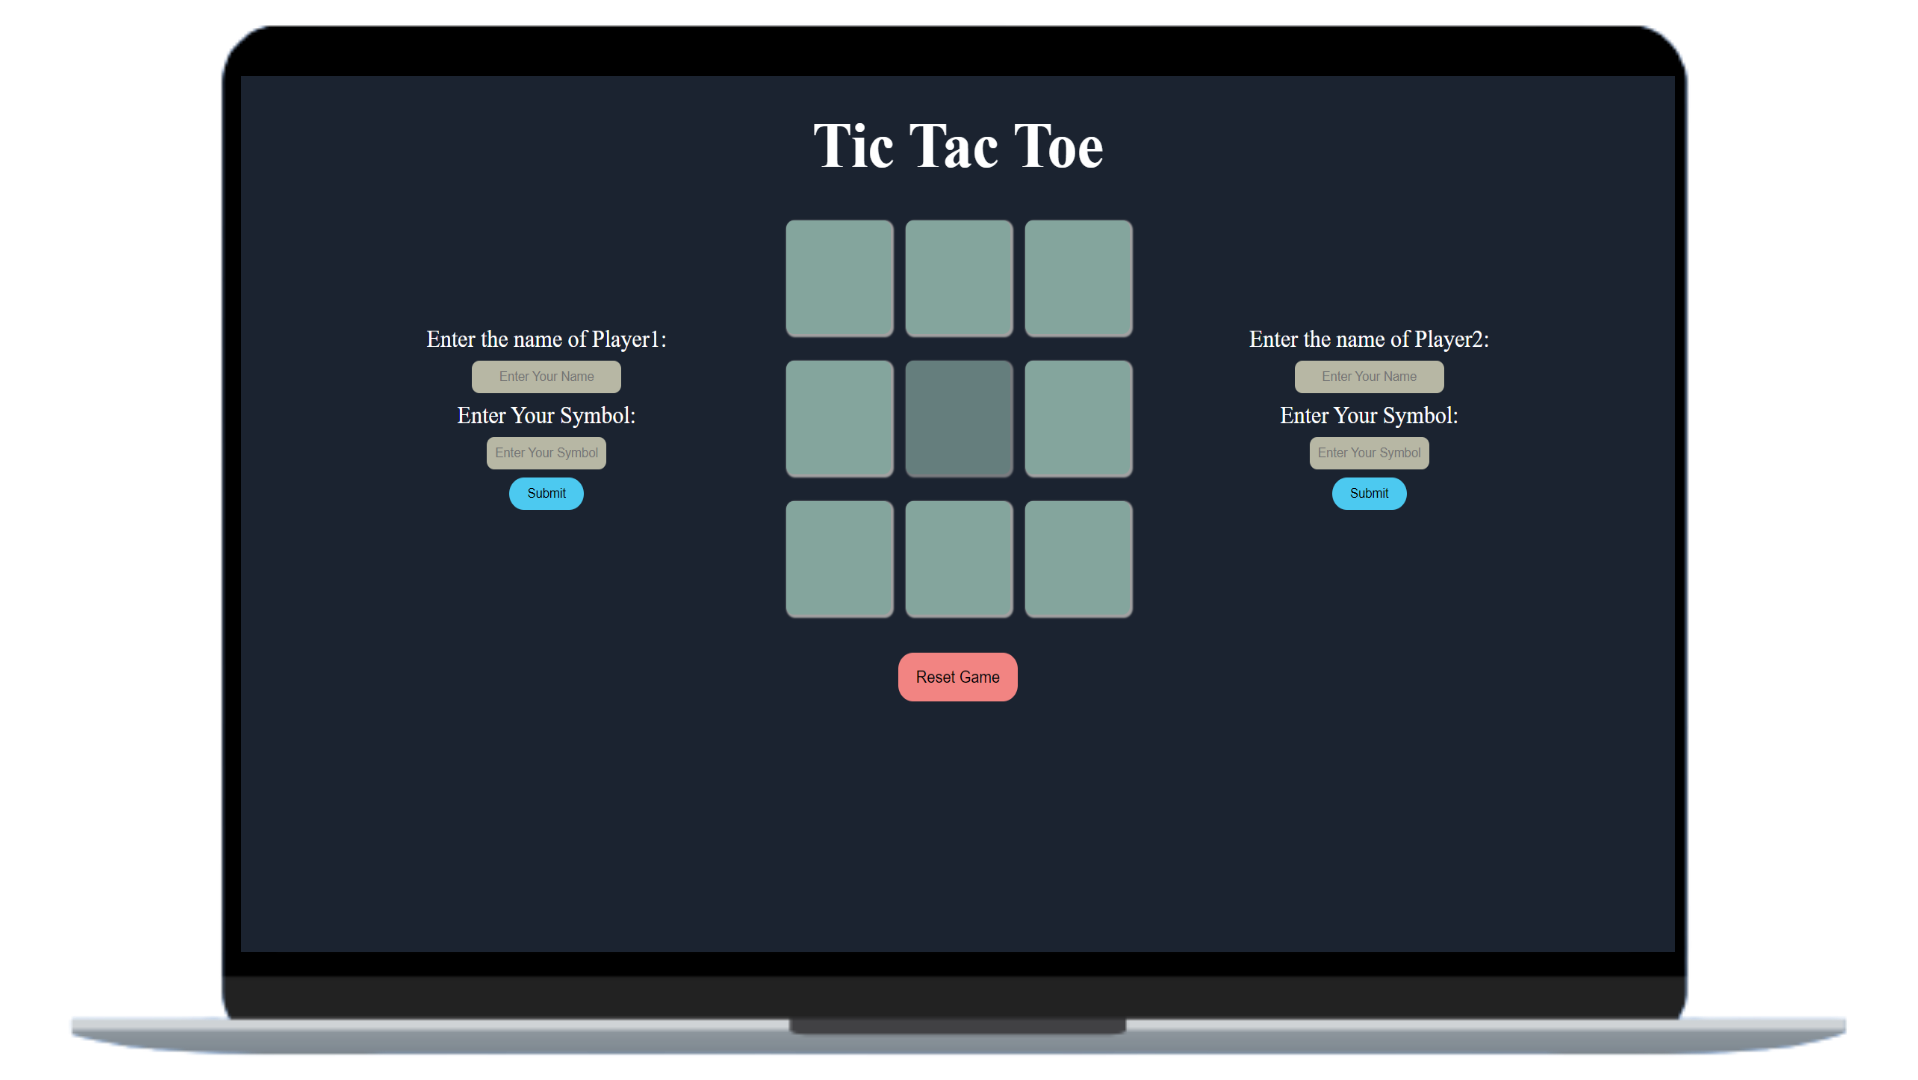 Tic Tac Toe
Enter the name of Player1:
Enter Your Name
Enter Your Symbol:
Enter Your Symbol
Submit
Enter the name of Player2:
Enter Your Name
Enter Your Symbol:
Enter Your Symbol
Submit
Reset Game